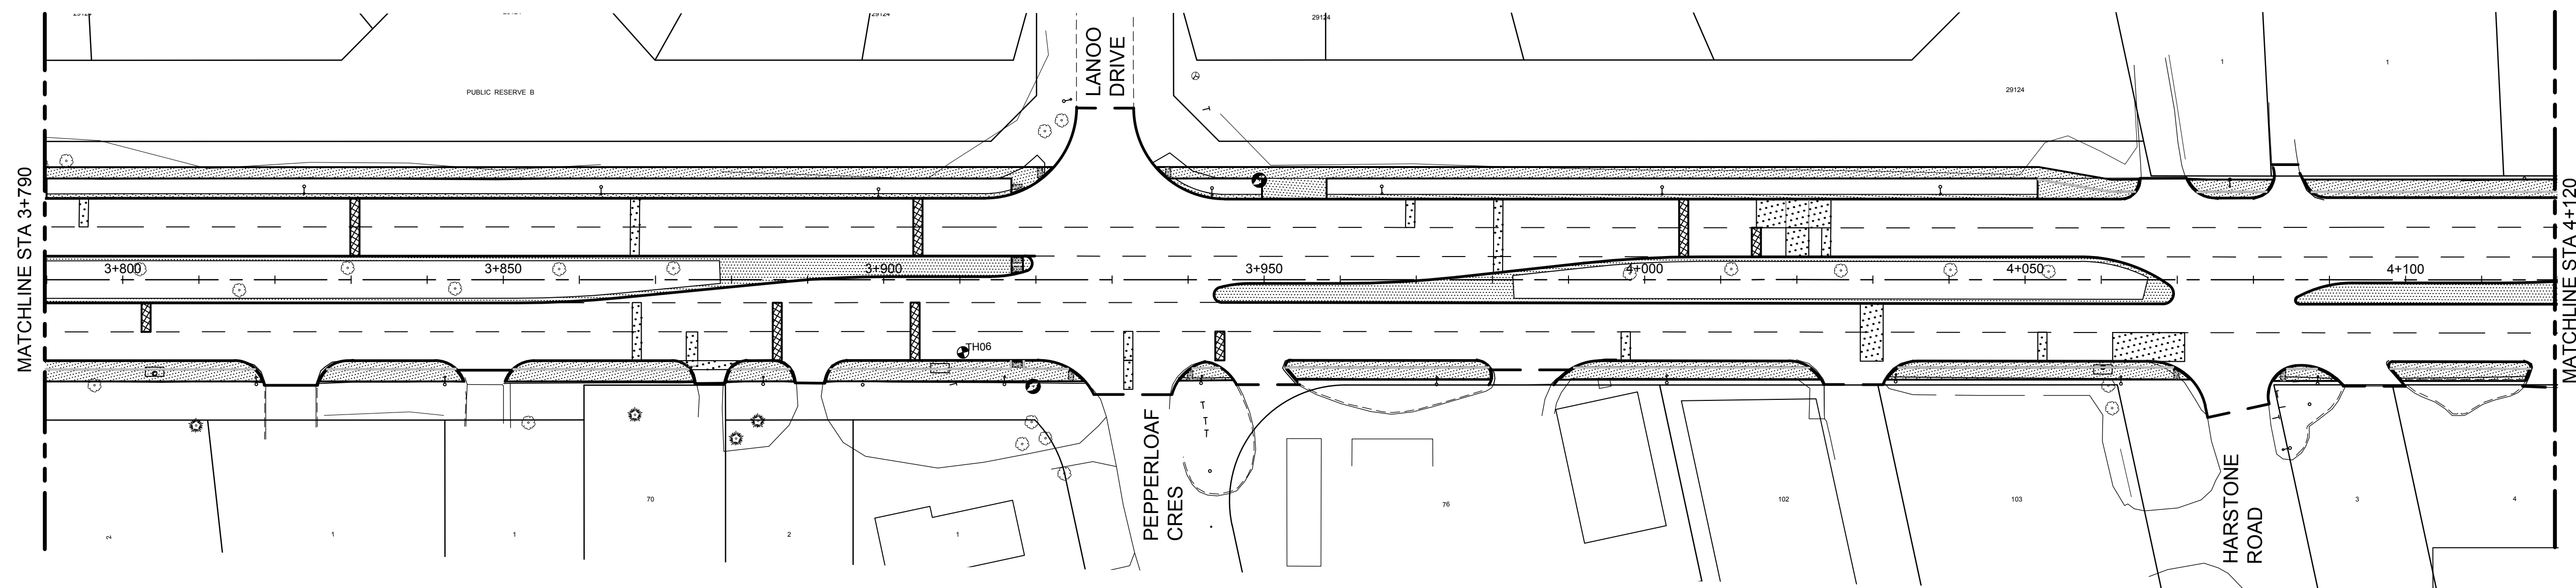 29124
29124
LANOO
DRIVE
PUBLIC RESERVE B
29124
1
1
MATCHLINE STA 3+790
MATCHLINE STA 4+120
3+800
3+850
3+900
3+950
4+000
4+050
4+100
TH06
PEPPERLOAF
CRES
HARSTONE
ROAD
2
1
1
70
2
1
76
102
103
3
4